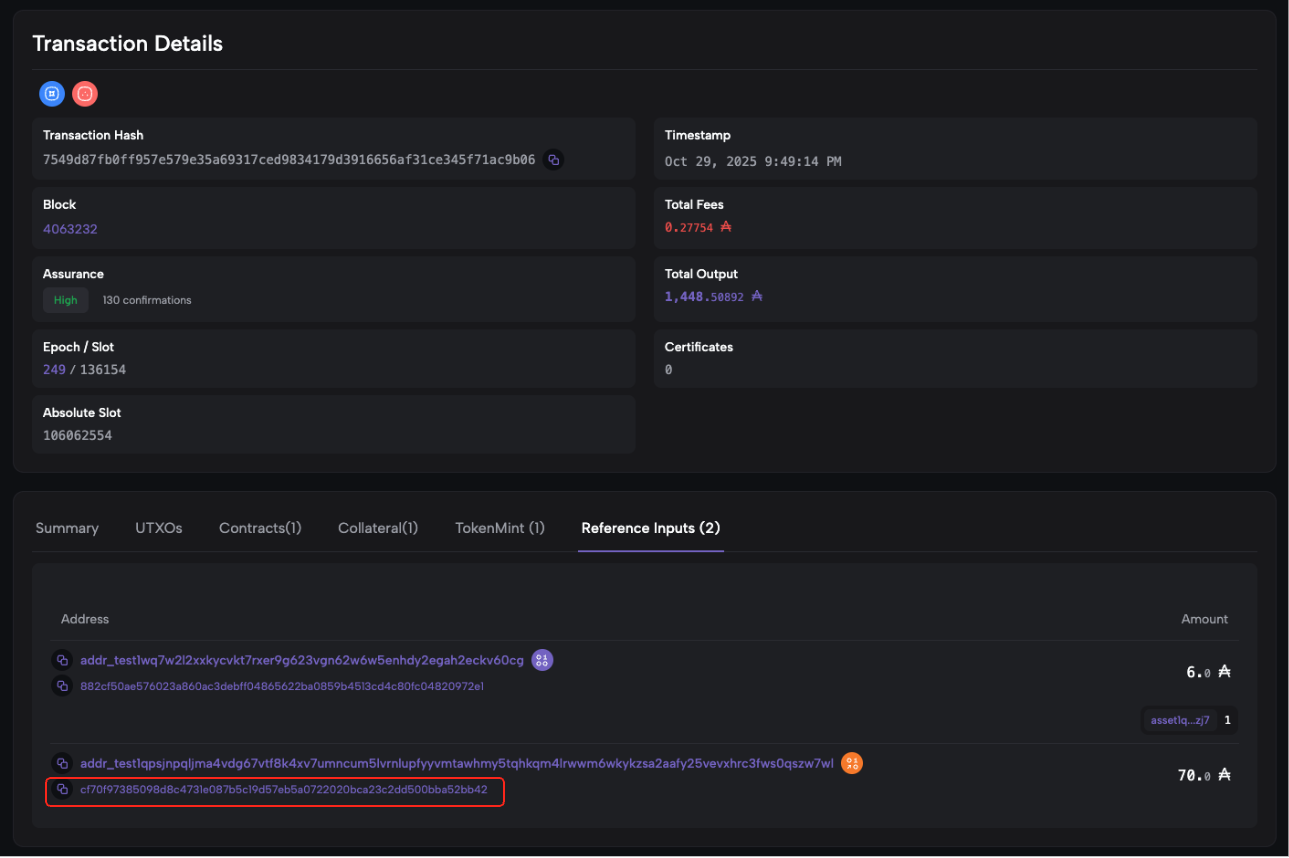 Transaction Details
Transaction Hash
7549d87fb0ff957e579e35a69317ced9834179d3916656af31ce345f71ac9b06
Timestamp
Oct 29, 2025 9:49:14 PM
Block
4063232
Total Fees
0.27754 ₳
Assurance
High 130 confirmations
Total Output
1,448.50892 ₳
Epoch / Slot
249 / 136154
Certificates
0
Absolute Slot
106062554
Summary UTXOs Contracts(1) Collateral(1) TokenMint (1) Reference Inputs (2)
Address Amount
addr_test1wq7w2l2xxkycvkt7rxer9g623vgn62w6w5enhdy2egah2eckv60cg
6.0 ₳
882cf50ae576023a860ac3debff04865622ba0859b4513cd4c80fc04820972e1
asset1q...zj7 1
addr_test1qpsjnpqljma4vdg67vtf8k4xv7umncum5lvrnlupfyyvmtawhmy5tqhkqm4lrwwm6wkykzsa2aafy25vevxhrc3fws0qszw7wl
70.0 ₳
cf70f97385098d8c4731e087b5c19d57eb5a0722020bca23c2dd500bba52bb42